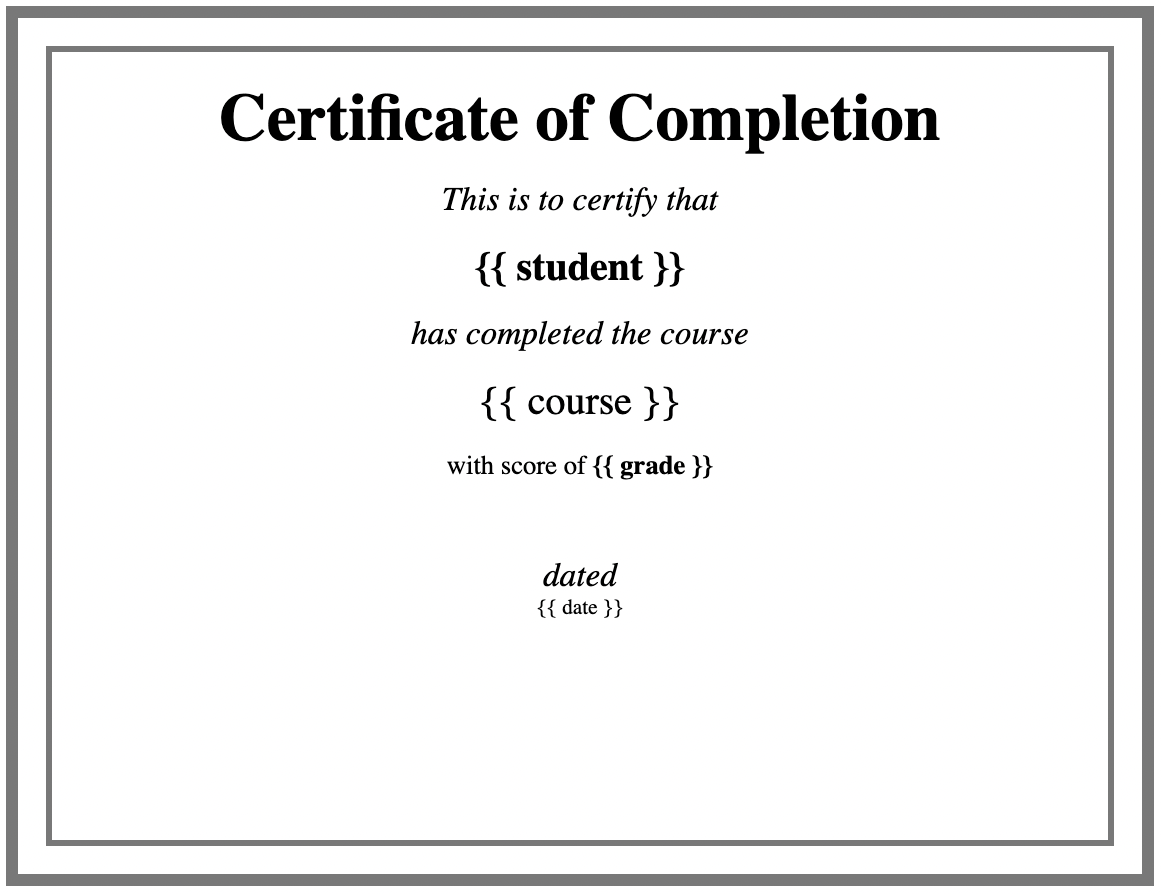 Certificate of Completion
This is to certify that
{{ student }}
has completed the course
{{ course }}
with score of {{ grade }}
dated
{{ date }}